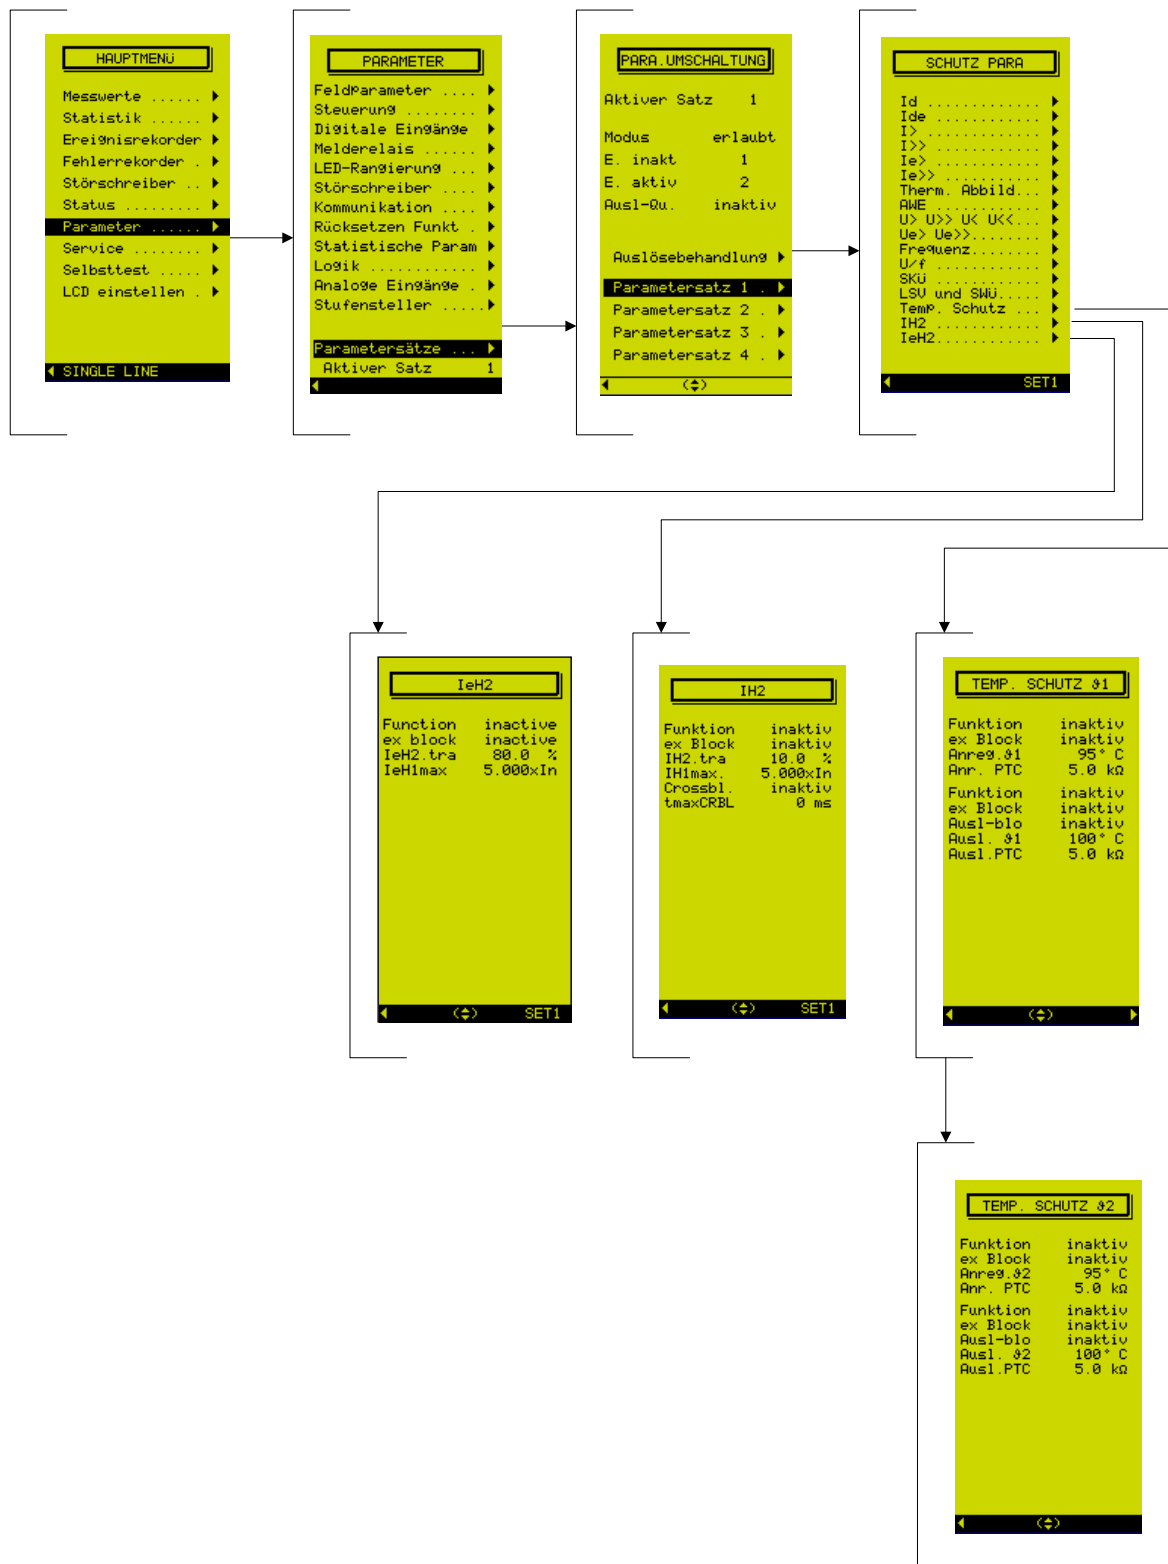 HAUPTMENÜ
Messwerte ......
Statistik ......
Ereignisrekorder
Fehlerrekorder .
Störschreiber ..
Status .........
Parameter ......
Service ........
Selbsttest .....
LCD einstellen .
SINGLE LINE
PARAMETER
Feldparameter ....
Steuerung ........
Digitale Eingänge
Melderelais ......
LED-Rangierung ...
Störschreiber ....
Kommunikation ....
Rücksetzen Funkt .
Statistische Param
Logik ............
Analoge Eingänge .
Stufensteller .....
Parametersätze ...
Aktiver Satz 1
PARA.UMSCHALTUNG
Aktiver Satz 1
Modus erlaubt
E. inakt 1
E. aktiv 2
Ausl-Qu. inaktiv
Auslösebehandlung
Parametersatz 1 .
Parametersatz 2 .
Parametersatz 3 .
Parametersatz 4 .
SCHUTZ PARA
Id .............
Ide ............
I> .............
I>> ............
Ie> ............
Ie>> ...........
Therm. Abbild...
AWE ............
U> U>> U< U<<...
Ue> Ue>>........
Frequenz........
U/f ............
SKÜ ............
LSV und SWÜ.....
Temp. Schutz ...
IH2 ............
IeH2............
SET1
IeH2
Function inactive
ex block inactive
IeH2.tra 80.0 %
IeH1max 5.000xIn
SET1
IH2
Funktion inaktiv
ex Block inaktiv
IH2.tra 10.0 %
IH1max. 5.000xIn
Crossbl. inaktiv
tmaxCRBL 0 ms
SET1
TEMP. SCHUTZ ϑ1
Funktion inaktiv
ex Block inaktiv
Anreg.ϑ1 95° C
Anr. PTC 5.0 kΩ
Funktion inaktiv
ex Block inaktiv
Ausl-blo inaktiv
Ausl. ϑ1 100° C
Ausl.PTC 5.0 kΩ
TEMP. SCHUTZ ϑ2
Funktion inaktiv
ex Block inaktiv
Anreg.ϑ2 95° C
Anr. PTC 5.0 kΩ
Funktion inaktiv
ex Block inaktiv
Ausl-blo inaktiv
Ausl. ϑ2 100° C
Ausl.PTC 5.0 kΩ